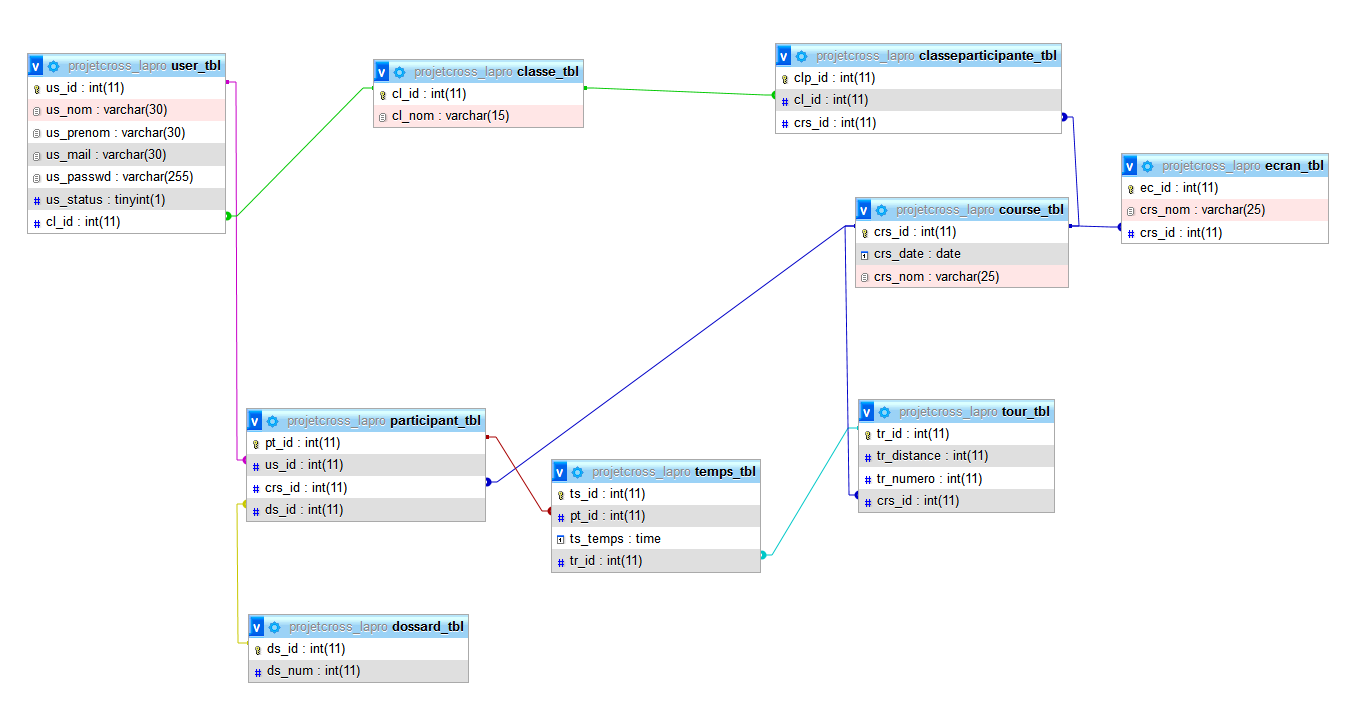 v projetcross_lapro user_tbl
us_id : int(11)
us_nom : varchar(30)
us_prenom : varchar(30)
us_mail : varchar(30)
us_passwd : varchar(255)
# us_status : tinyint(1)
# cl_id : int(11)
v projetcross_lapro classe_tbl
cl_id : int(11)
cl_nom : varchar(15)
v projetcross_lapro classeparticipante_tbl
clp_id : int(11)
# cl_id : int(11)
# crs_id : int(11)
v projetcross_lapro ecran_tbl
ec_id : int(11)
crs_nom : varchar(25)
# crs_id : int(11)
v projetcross_lapro course_tbl
crs_id : int(11)
crs_date : date
crs_nom : varchar(25)
v projetcross_lapro participant_tbl
pt_id : int(11)
# us_id : int(11)
# crs_id : int(11)
# ds_id : int(11)
v projetcross_lapro temps_tbl
ts_id : int(11)
# pt_id : int(11)
ts_temps : time
# tr_id : int(11)
v projetcross_lapro tour_tbl
tr_id : int(11)
# tr_distance : int(11)
# tr_numero : int(11)
# crs_id : int(11)
v projetcross_lapro dossard_tbl
ds_id : int(11)
# ds_num : int(11)